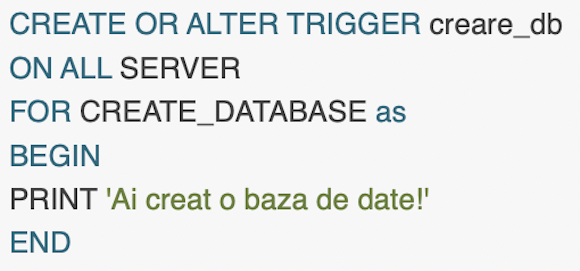 CREATE OR ALTER TRIGGER creare_db
ON ALL SERVER
FOR CREATE_DATABASE as
BEGIN
PRINT 'Ai creat o baza de date!'
END